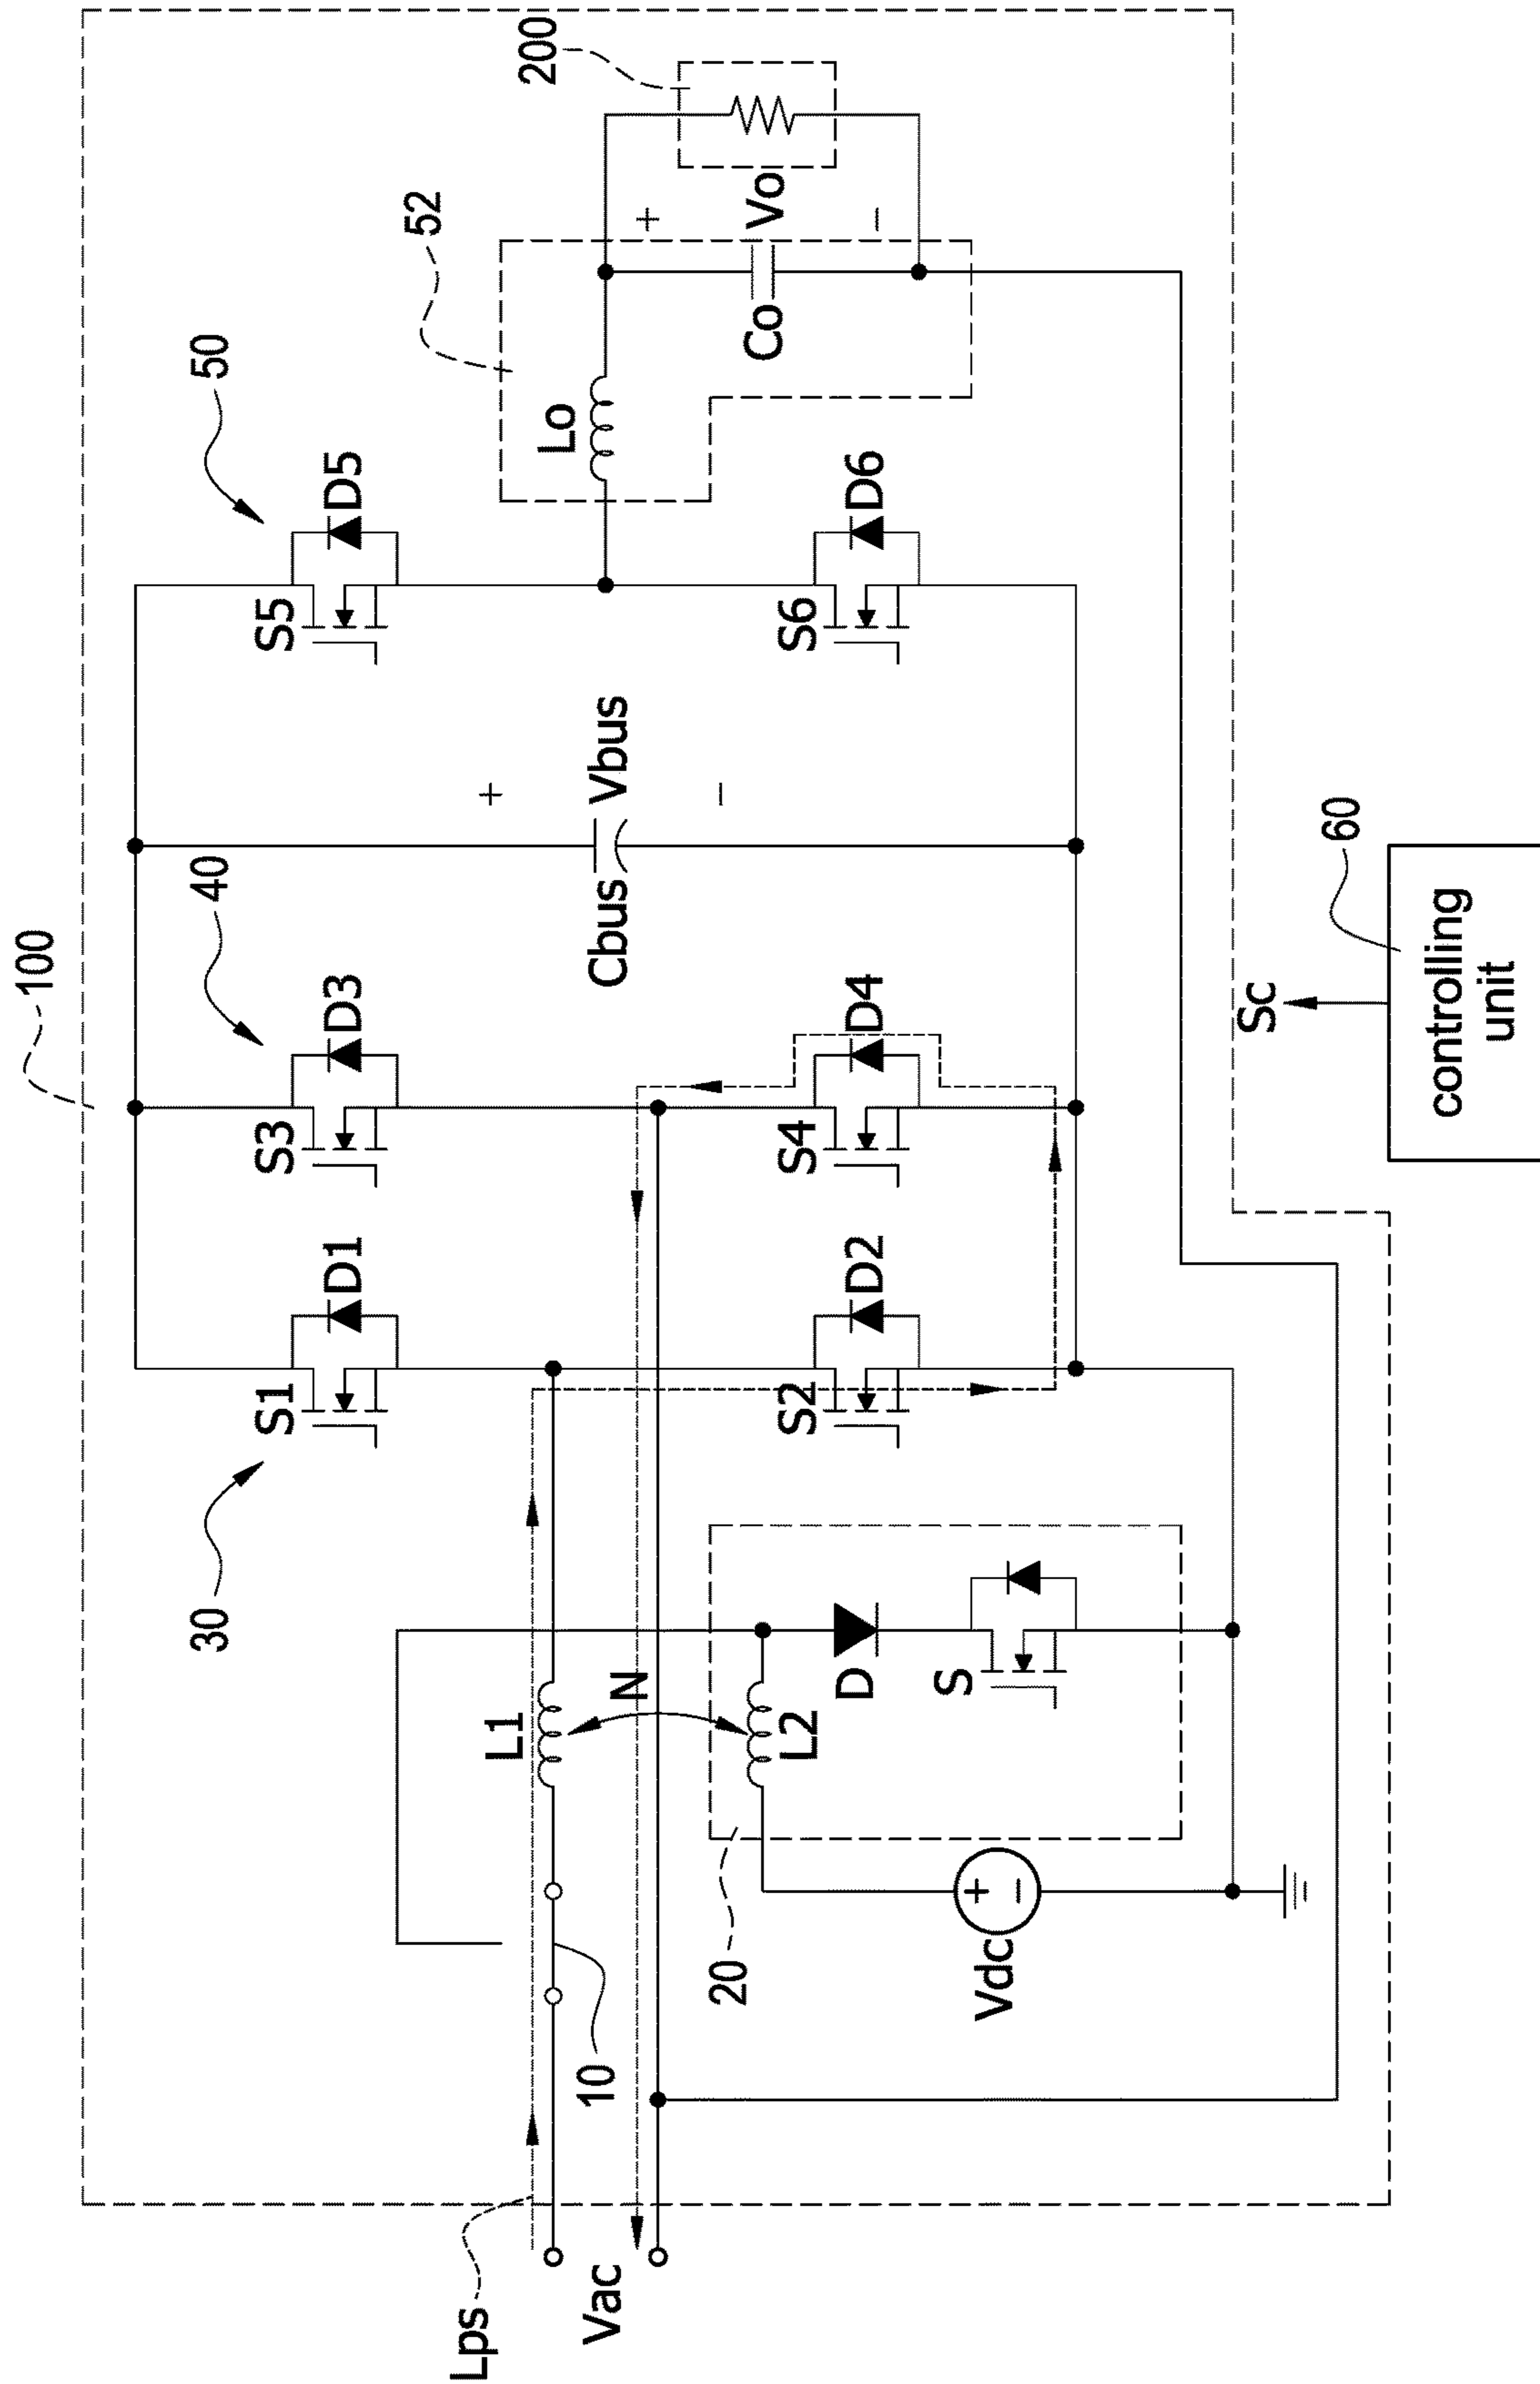 100
30
40
50
S1
D1
S3
D3
S5
D5
52
200
Lps
L1
Lo
Vac
10
N
Cbus
Vbus
+
−
+
Vo
−
Co
20
L2
D
S
S2
D2
S4
D4
S6
D6
Vdc
+
−
Sc
60
controlling
unit